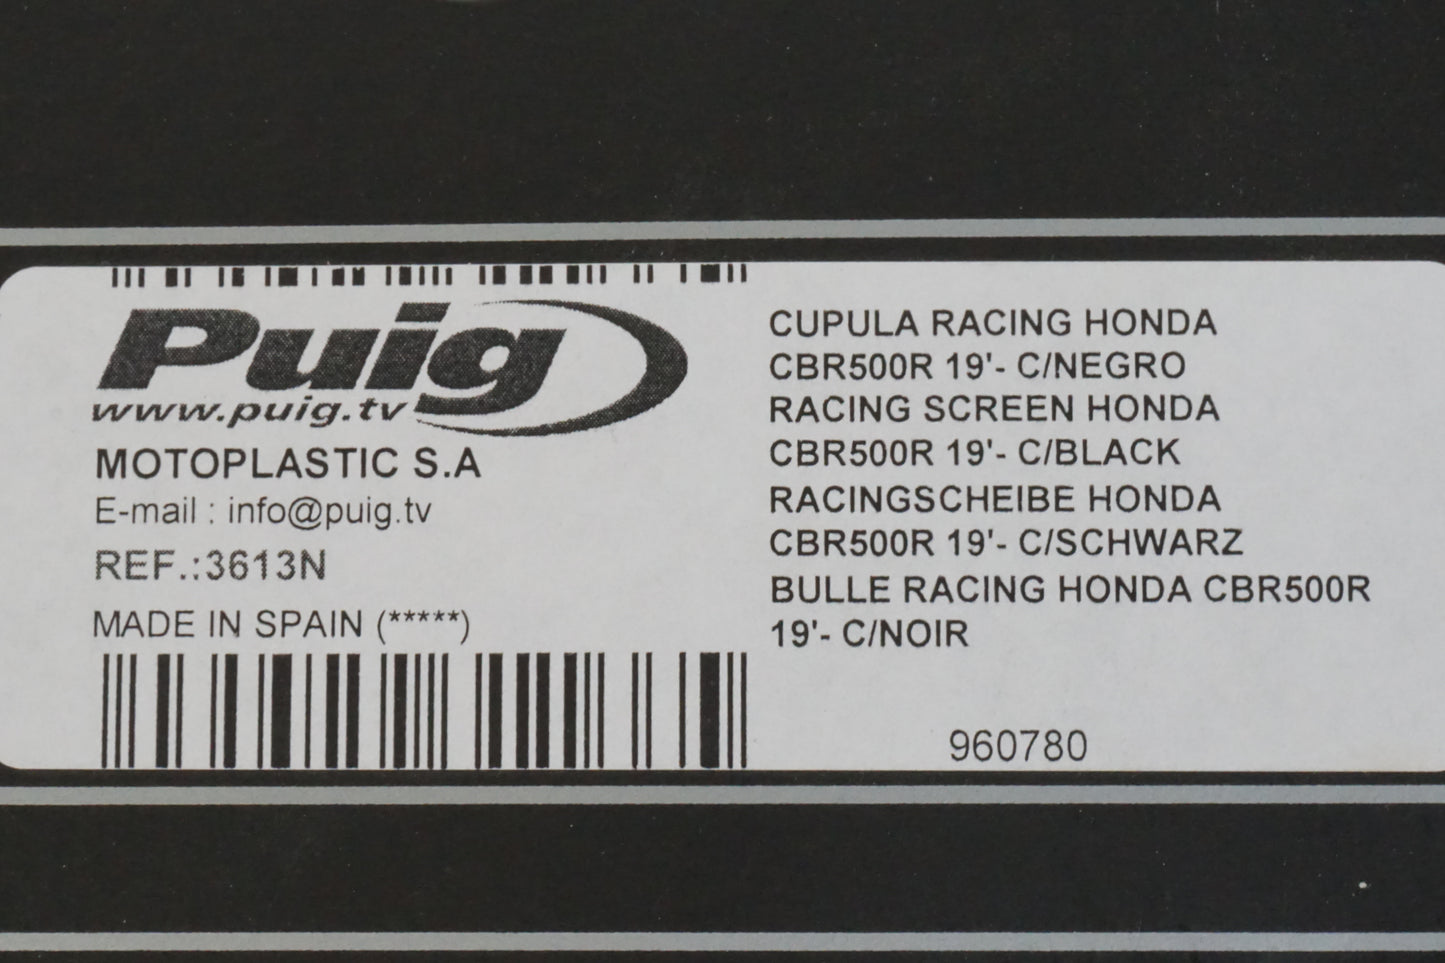 Puig
www.puig.tv
MOTOPLASTIC S.A
E-mail : info@puig.tv
REF.:3613N
MADE IN SPAIN (*****)
CUPULA RACING HONDA
CBR500R 19'- C/NEGRO
RACING SCREEN HONDA
CBR500R 19'- C/BLACK
RACINGSCHEIBE HONDA
CBR500R 19'- C/SCHWARZ
BULLE RACING HONDA CBR500R
19'- C/NOIR
960780